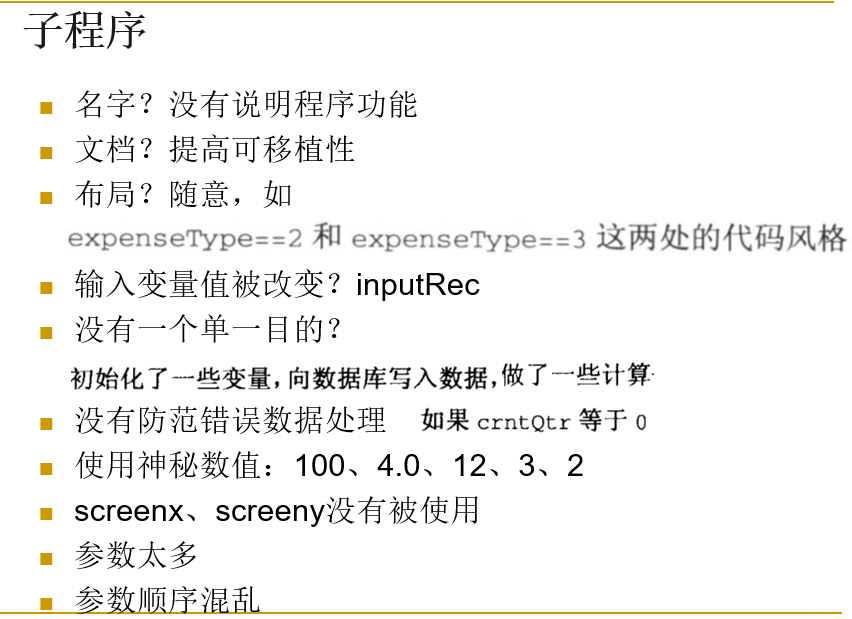 子程序
名字？没有说明程序功能
文档？提高可移植性
布局？随意，如
expenseType==2 和 expenseType==3 这两处的代码风格
输入变量值被改变？inputRec
没有一个单一目的？
初始化了一些变量，向数据库写入数据，做了一些计算
没有防范错误数据处理 如果 crntQtr 等于 0
使用神秘数值：100、4.0、12、3、2
screenx、screeny没有被使用
参数太多
参数顺序混乱